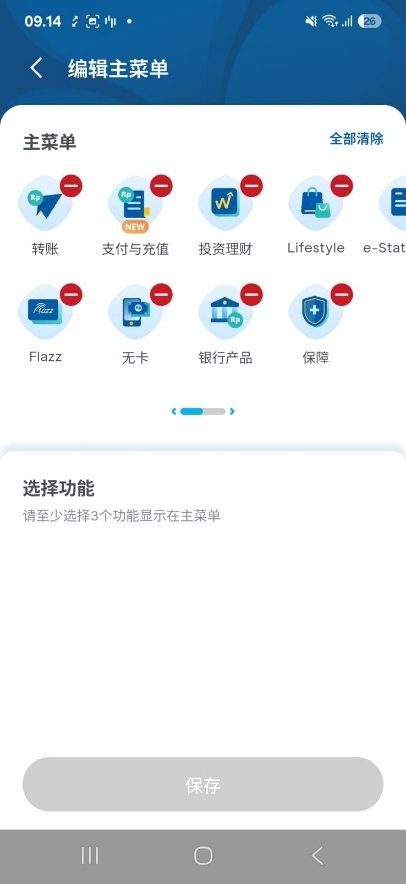 09.14
26
编辑主菜单
主菜单
全部清除
Rp
Rp
NEW
转账
支付与充值
投资理财
Lifestyle
e-Stat
Flazz
Rp
Flazz
无卡
银行产品
保障
选择功能
请至少选择3个功能显示在主菜单
保存